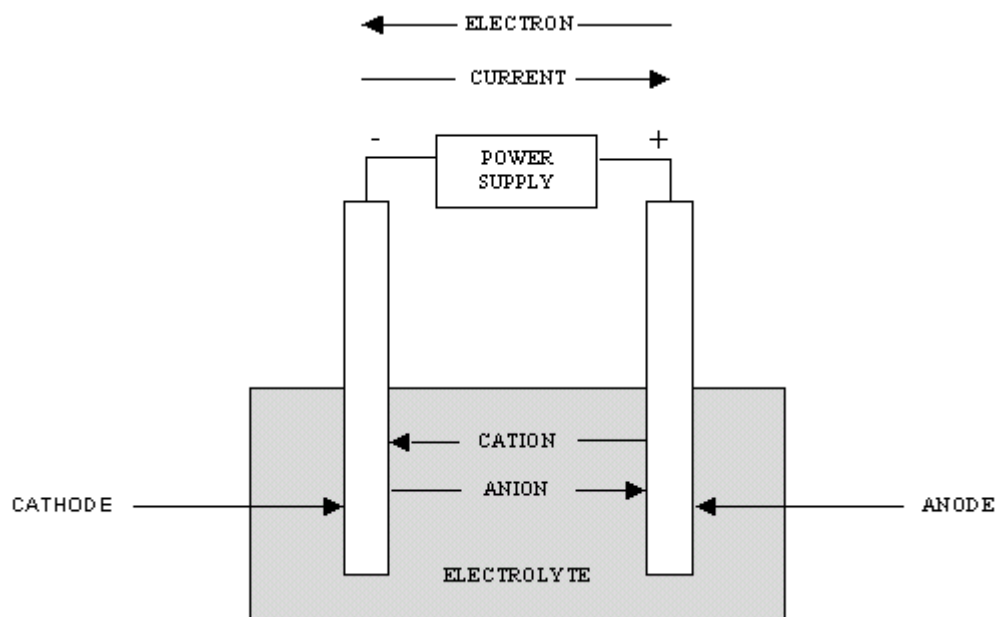 ELECTRON
CURRENT
- +
POWER
SUPPLY
CATION
ANION
CATHODE
ANODE
ELECTROLYTE